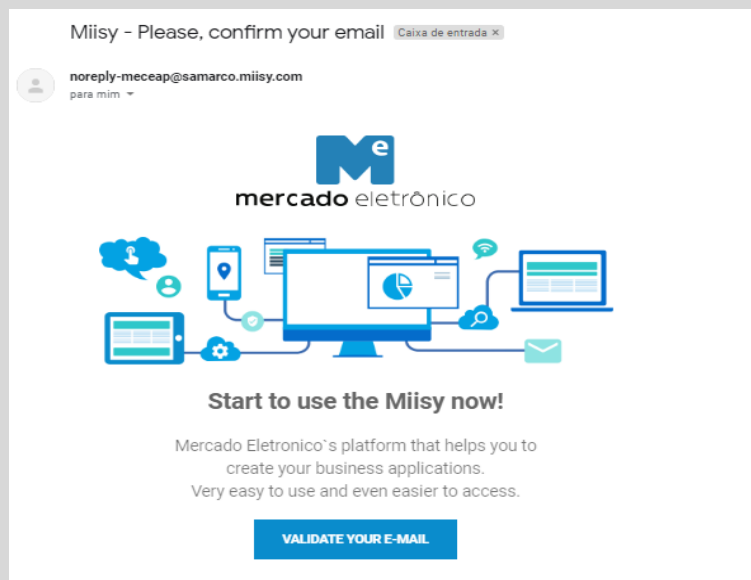 Miisy - Please, confirm your email Caixa de entrada ×
noreply-meceap@samarco.miisy.com
para mim
Me
mercado eletrônico
Start to use the Miisy now!
Mercado Eletronico`s platform that helps you to
create your business applications.
Very easy to use and even easier to access.
VALIDATE YOUR E-MAIL